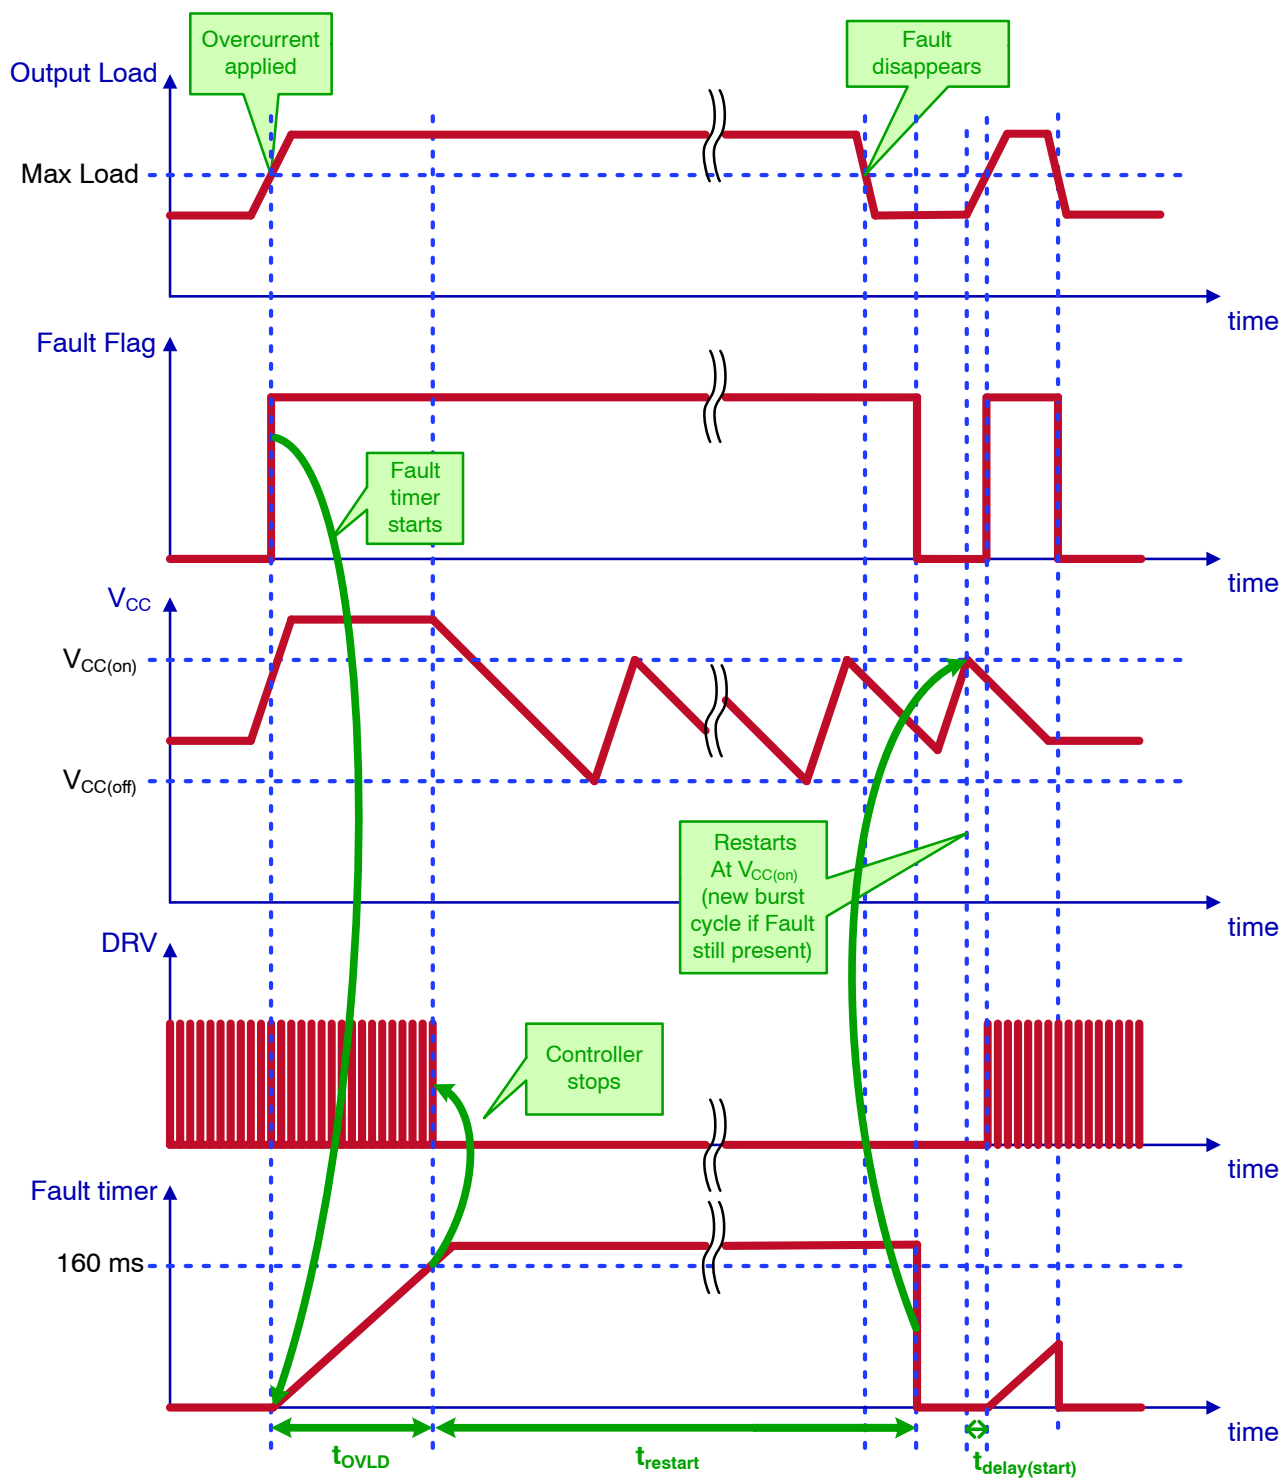 Overcurrent
applied
Fault
disappears
Output Load
Max Load
time
Fault Flag
Fault
timer
starts
time
VCC
VCC(on)
VCC(off)
Restarts
At VCC(on)
(new burst
cycle if Fault
still present)
time
DRV
Controller
stops
time
Fault timer
160 ms
time
tOVLD
trestart
tdelay(start)